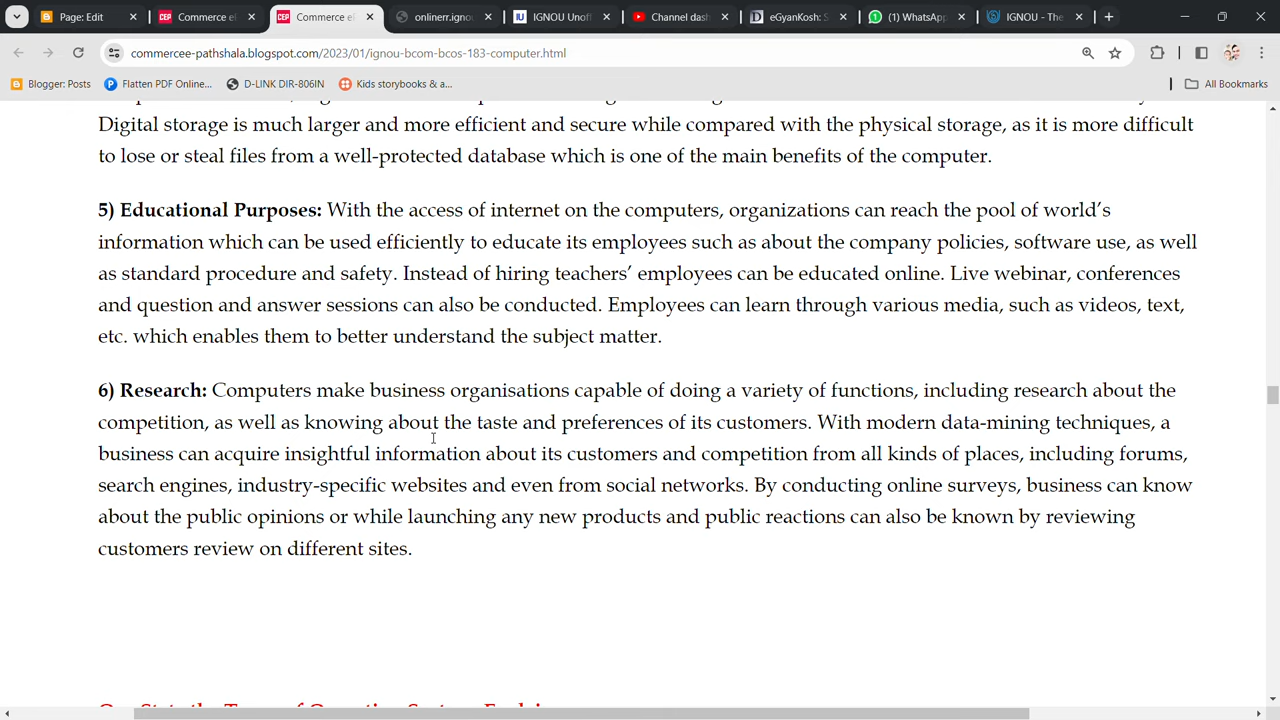 Page: Edit
Commerce e
Commerce e
onlinerr.ignou
IGNOU Unoff
Channel dash
eGyanKosh: S
(1) WhatsApp
IGNOU - The
commercee-pathshala.blogspot.com/2023/01/ignou-bcom-bcos-183-computer.html
Blogger: Posts
Flatten PDF Online...
D-LINK DIR-806IN
Kids storybooks & a...
All Bookmarks
Digital storage is much larger and more efficient and secure while compared with the physical storage, as it is more difficult
to lose or steal files from a well-protected database which is one of the main benefits of the computer.
5) Educational Purposes: With the access of internet on the computers, organizations can reach the pool of world's
information which can be used efficiently to educate its employees such as about the company policies, software use, as well
as standard procedure and safety. Instead of hiring teachers' employees can be educated online. Live webinar, conferences
and question and answer sessions can also be conducted. Employees can learn through various media, such as videos, text,
etc. which enables them to better understand the subject matter.
6) Research: Computers make business organisations capable of doing a variety of functions, including research about the
competition, as well as knowing about the taste and preferences of its customers. With modern data-mining techniques, a
business can acquire insightful information about its customers and competition from all kinds of places, including forums,
search engines, industry-specific websites and even from social networks. By conducting online surveys, business can know
about the public opinions or while launching any new products and public reactions can also be known by reviewing
customers review on different sites.